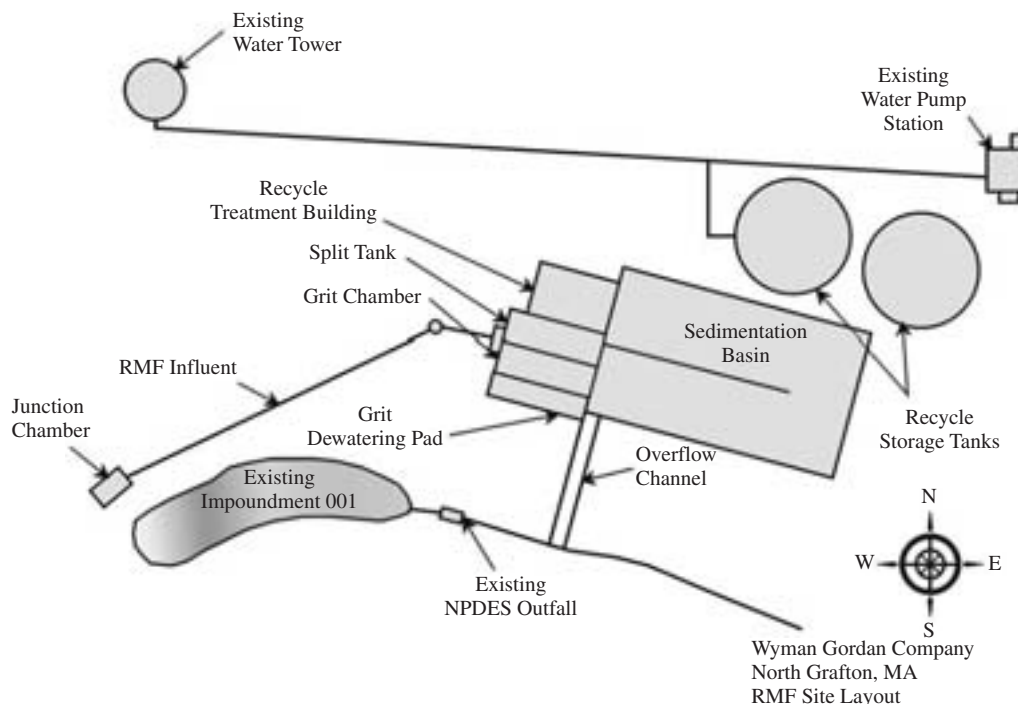 Existing
Water Tower
Existing
Water Pump
Station
Recycle
Treatment Building
Split Tank
Grit Chamber
Sedimentation
Basin
RMF Influent
Junction
Chamber
Grit
Dewatering Pad
Recycle
Storage Tanks
Overflow
Channel
Existing
Impoundment 001
Existing
NPDES Outfall
N
W
E
S
Wyman Gordan Company
North Grafton, MA
RMF Site Layout